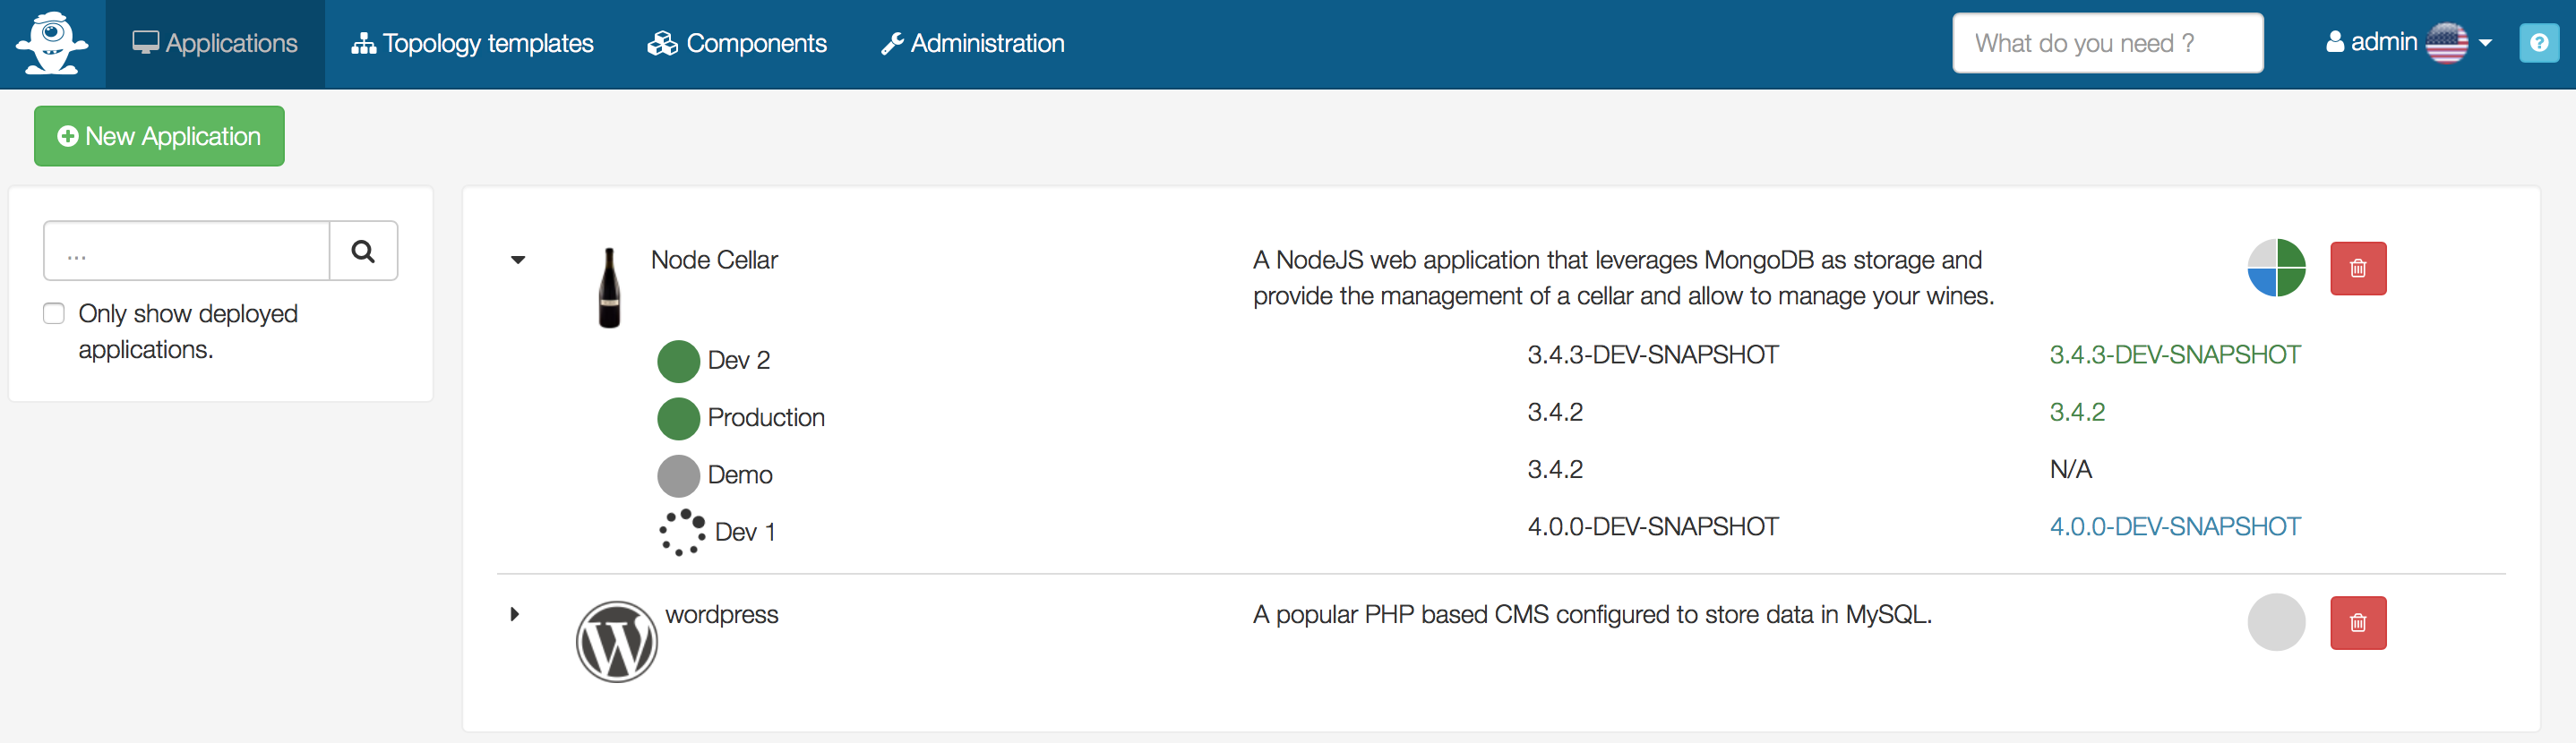 Applications
Topology templates
Components
Administration
What do you need ?
admin
?
New Application
...
Only show deployed
applications.
Node Cellar
A NodeJS web application that leverages MongoDB as storage and
provide the management of a cellar and allow to manage your wines.
Dev 2 3.4.3-DEV-SNAPSHOT 3.4.3-DEV-SNAPSHOT
Production 3.4.2 3.4.2
Demo 3.4.2 N/A
Dev 1 4.0.0-DEV-SNAPSHOT 4.0.0-DEV-SNAPSHOT
W
wordpress
A popular PHP based CMS configured to store data in MySQL.